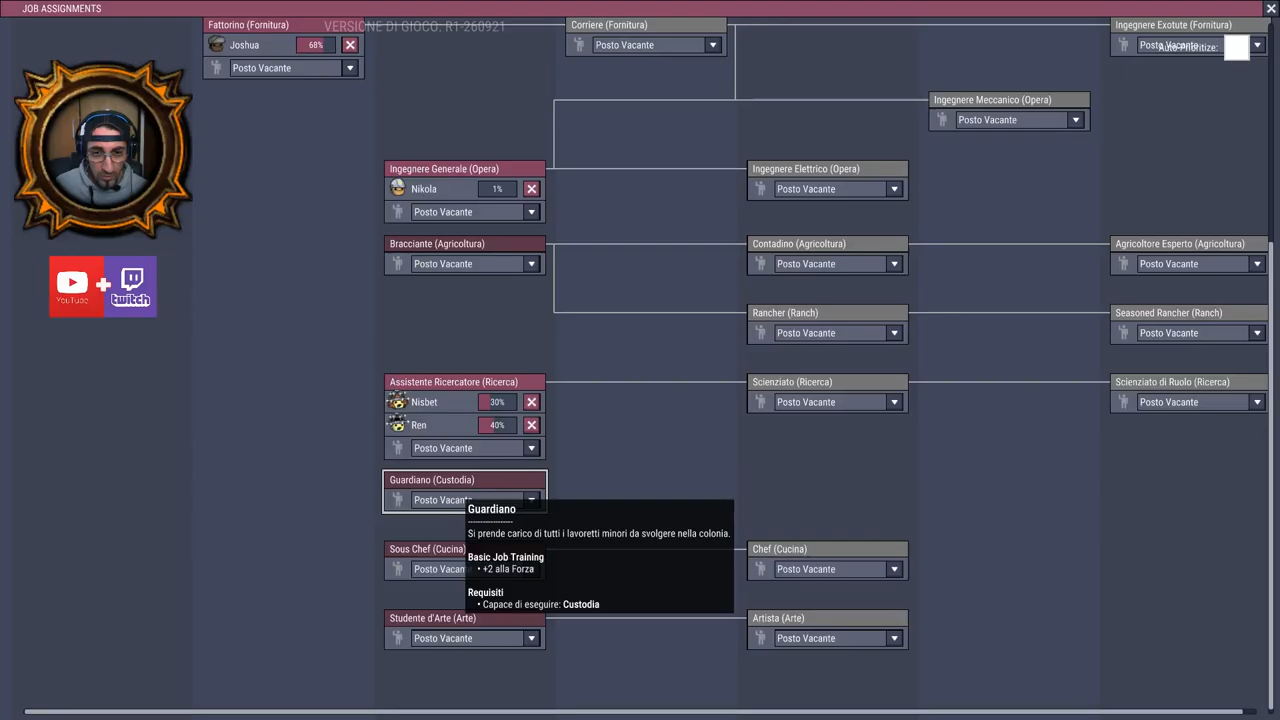 JOB ASSIGNMENTS
VERSIONE DI GIOCO: R1-260921
Fattorino (Fornitura)
Joshua
68%
Posto Vacante
Corriere (Fornitura)
Posto Vacante
Ingegnere Exotute (Fornitura)
Posto Vacante
Auto-Prioritize:
Ingegnere Meccanico (Opera)
Posto Vacante
Ingegnere Generale (Opera)
Nikola
1%
Posto Vacante
Ingegnere Elettrico (Opera)
Posto Vacante
Bracciante (Agricoltura)
Posto Vacante
Contadino (Agricoltura)
Posto Vacante
Agricoltore Esperto (Agricoltura)
Posto Vacante
Rancher (Ranch)
Posto Vacante
Seasoned Rancher (Ranch)
Posto Vacante
YouTube
+
twitch
Assistente Ricercatore (Ricerca)
Nisbet
30%
Ren
40%
Posto Vacante
Scienziato (Ricerca)
Posto Vacante
Scienziato di Ruolo (Ricerca)
Posto Vacante
Guardiano (Custodia)
Posto Vacante
Guardiano
------------------
Si prende carico di tutti i lavoretti minori da svolgere nella colonia.
Basic Job Training
• +2 alla Forza
Requisiti
• Capace di eseguire: Custodia
Sous Chef (Cucina)
Posto
Chef (Cucina)
Posto Vacante
Studente d'Arte (Arte)
Posto Vacante
Artista (Arte)
Posto Vacante